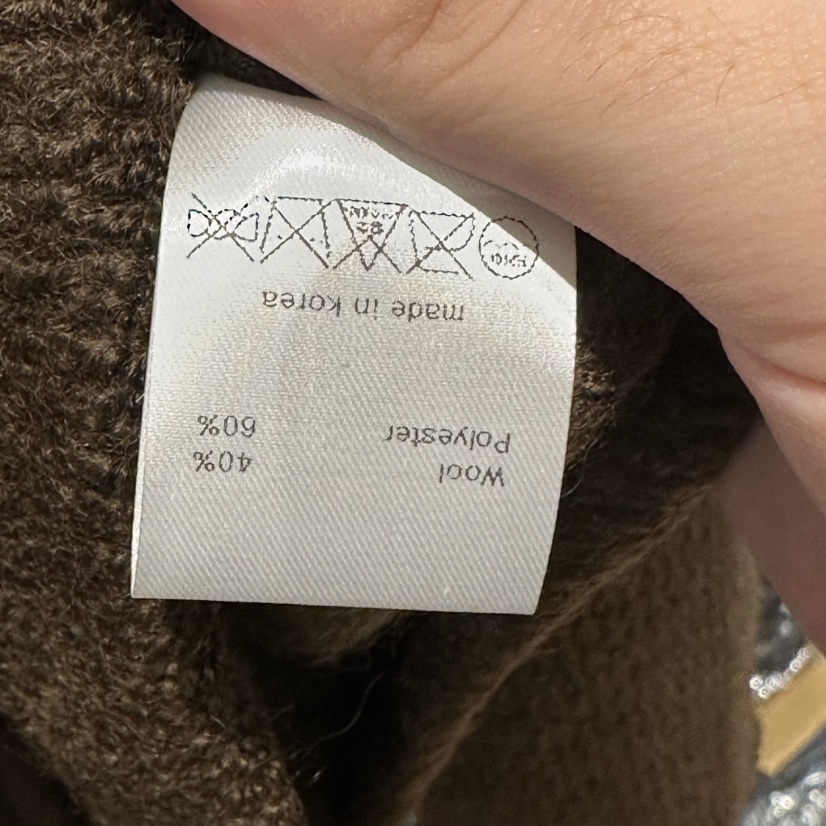 Wool 40%
Polyester 60%
made in korea